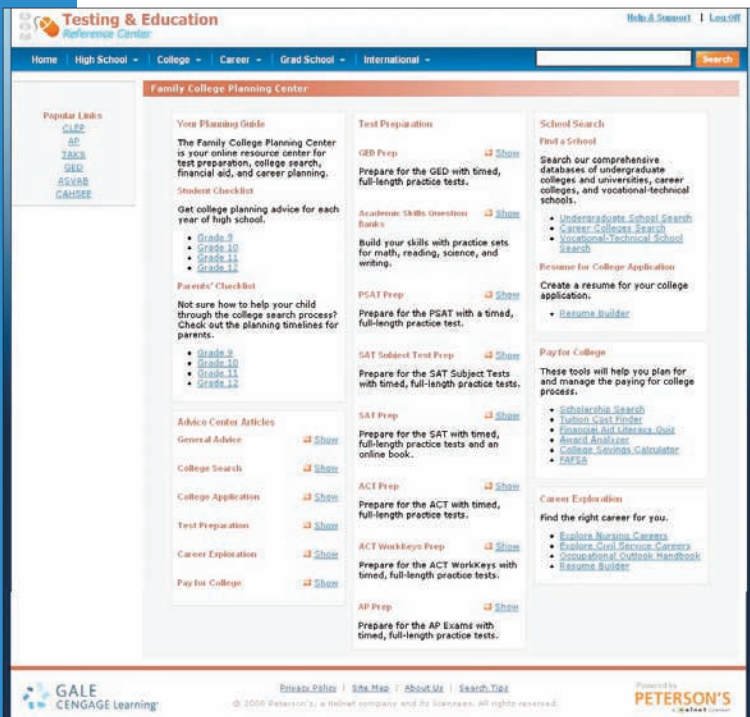 Testing & Education
Reference Center
Help & Support | Log Off
Home
High School
College
Career
Grad School
International
Search
Family College Planning Center
Popular Links
CLEP
AP
TAKS
GED
ASVAB
CAHSEE
Your Planning Guide
The Family College Planning Center
is your online resource center for
test preparation, college search,
financial aid, and career planning.
Student Checklist
Get college planning advice for each
year of high school.
• Grade 9
• Grade 10
• Grade 11
• Grade 12
Parents' Checklist
Not sure how to help your child
through the college search process?
Check out the planning timelines for
parents.
• Grade 9
• Grade 10
• Grade 11
• Grade 12
Advice Center Articles
General Advice Show
College Search Show
College Application Show
Test Preparation Show
Career Exploration Show
Pay for College Show
Test Preparation
GED Prep Show
Prepare for the GED with timed,
full-length practice tests.
Academic Skills Question Show
Banks
Build your skills with practice sets
for math, reading, science, and
writing.
PSAT Prep Show
Prepare for the PSAT with a timed,
full-length practice test.
SAT Subject Test Prep Show
Prepare for the SAT Subject Tests
with timed, full-length practice tests.
SAT Prep Show
Prepare for the SAT with timed,
full-length practice tests and an
online book.
ACT Prep Show
Prepare for the ACT with timed,
full-length practice tests.
ACT WorkKeys Prep Show
Prepare for the ACT WorkKeys with
timed, full-length practice tests.
AP Prep Show
Prepare for the AP Exams with
timed, full-length practice tests.
School Search
Find a School
Search our comprehensive
databases of undergraduate
colleges and universities, career
colleges, and vocational-technical
schools.
• Undergraduate School Search
• Career Colleges Search
• Vocational-Technical School
Search
Resume for College Application
Create a resume for your college
application.
• Resume Builder
Pay for College
These tools will help you plan for
and manage the paying for college
process.
• Scholarship Search
• Tuition Cost Finder
• Financial Aid Literacy Quiz
• Award Analyzer
• College Savings Calculator
• FAFSA
Career Exploration
Find the right career for you.
• Explore Nursing Careers
• Explore Civil Service Careers
• Occupational Outlook Handbook
• Resume Builder
GALE
CENGAGE Learning
Privacy Policy | Site Map | About Us | Search Tips
Peterson's, a Nelnet company and its licensors. All rights reserved.
Powered by
PETERSON'S
a nelnet company